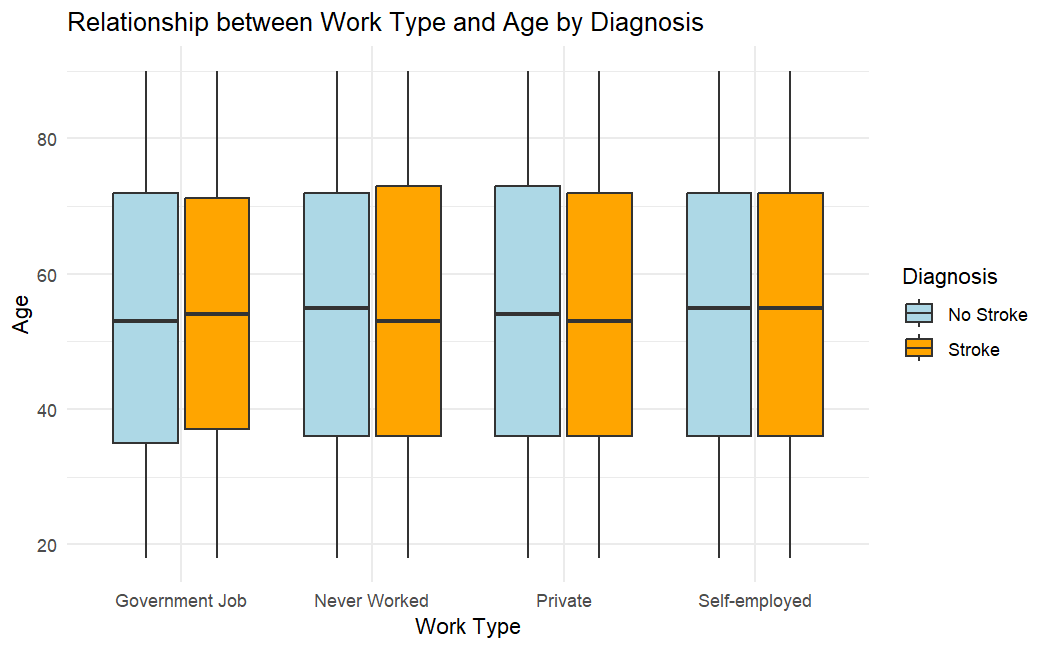 Relationship between Work Type and Age by Diagnosis
80
60
40
20
Age
Government Job
Never Worked
Private
Self-employed
Work Type
Diagnosis
No Stroke
Stroke